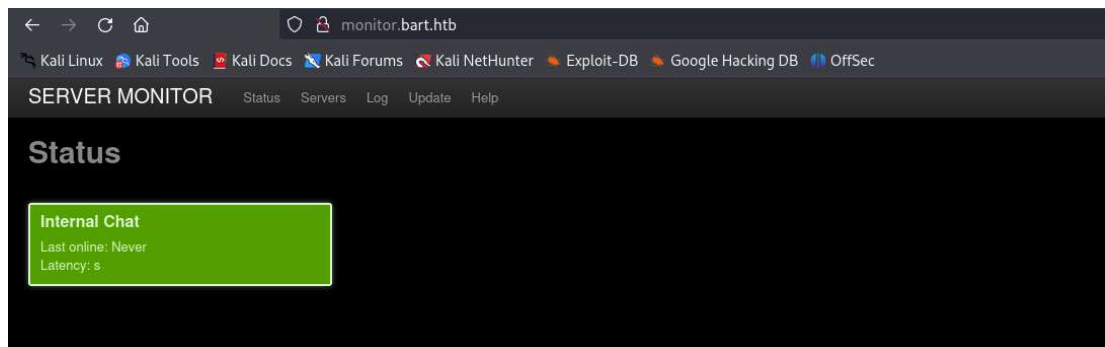 monitor.bart.htb
Kali Linux Kali Tools Kali Docs Kali Forums Kali NetHunter Exploit-DB Google Hacking DB OffSec
SERVER MONITOR Status Servers Log Update Help
Status
Internal Chat
Last online: Never
Latency: s